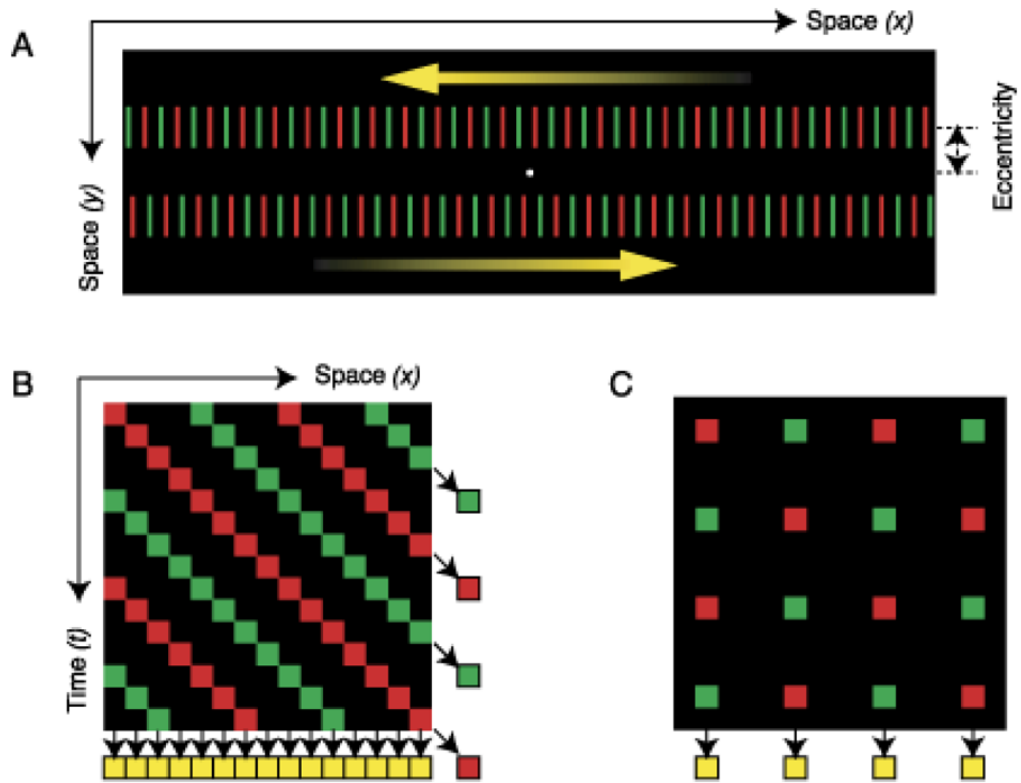 A
Space (x)
Space (y)
Eccentricity
B
Space (x)
Time (t)
C